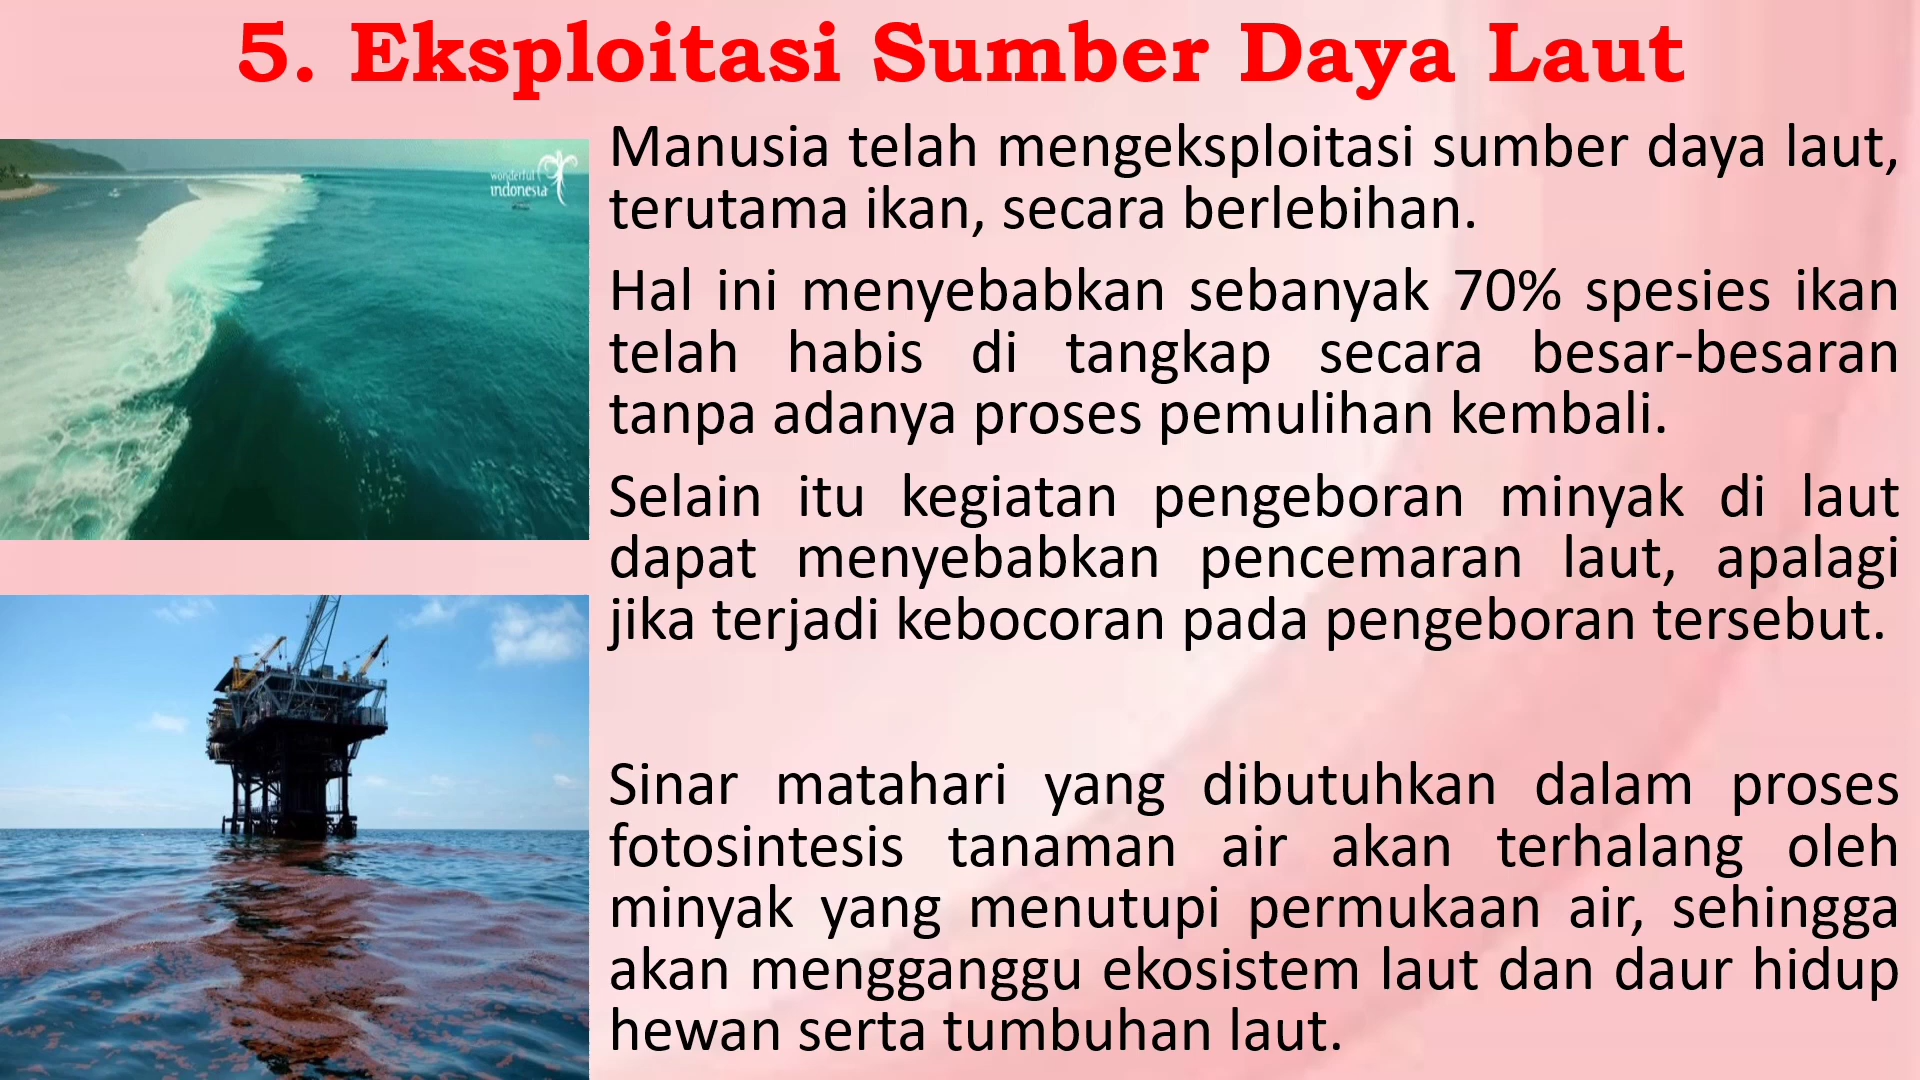 5. Eksploitasi Sumber Daya Laut
wonderful
indonesia
Manusia telah mengeksploitasi sumber daya laut,
terutama ikan, secara berlebihan.
Hal ini menyebabkan sebanyak 70% spesies ikan
telah habis di tangkap secara besar-besaran
tanpa adanya proses pemulihan kembali.
Selain itu kegiatan pengeboran minyak di laut
dapat menyebabkan pencemaran laut, apalagi
jika terjadi kebocoran pada pengeboran tersebut.
Sinar matahari yang dibutuhkan dalam proses
fotosintesis tanaman air akan terhalang oleh
minyak yang menutupi permukaan air, sehingga
akan mengganggu ekosistem laut dan daur hidup
hewan serta tumbuhan laut.